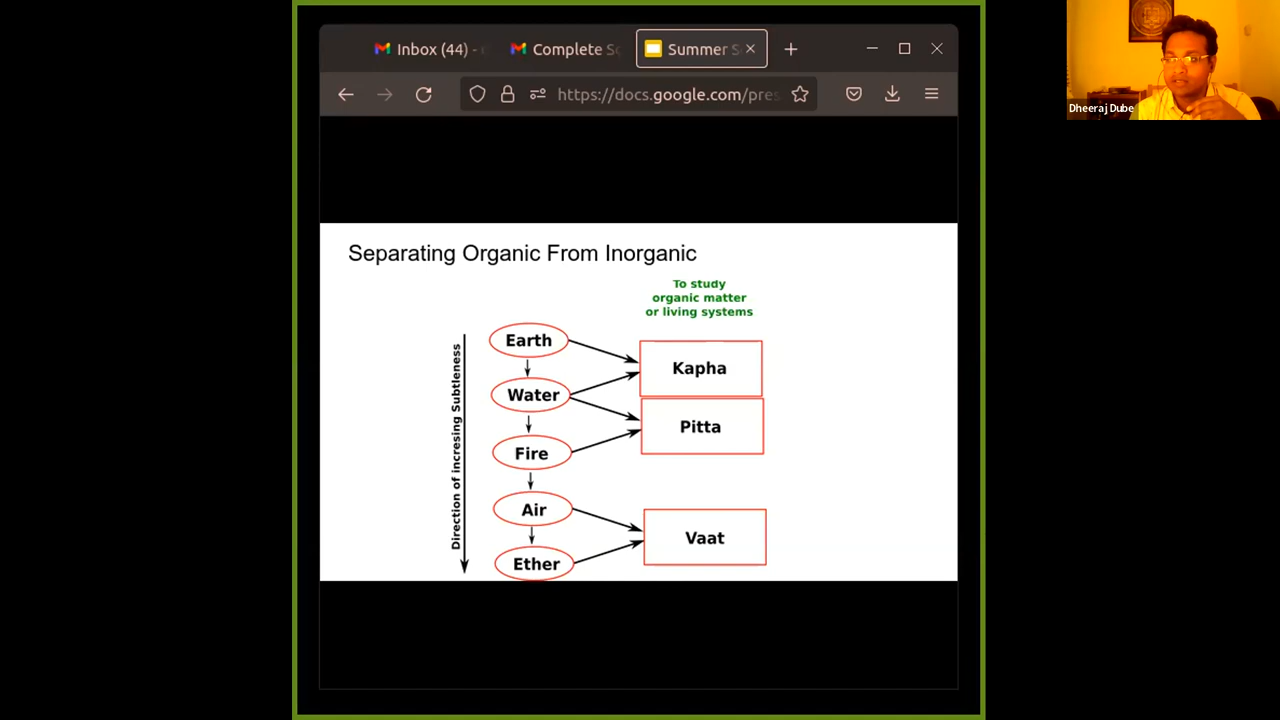 Inbox (44) -
Complete S
Summer S
https://docs.google.com/pres
Dheeraj Dube
Separating Organic From Inorganic
To study
organic matter
or living systems
Direction of incresing Subtleness
Earth
Kapha
Water
Pitta
Fire
Air
Vaat
Ether